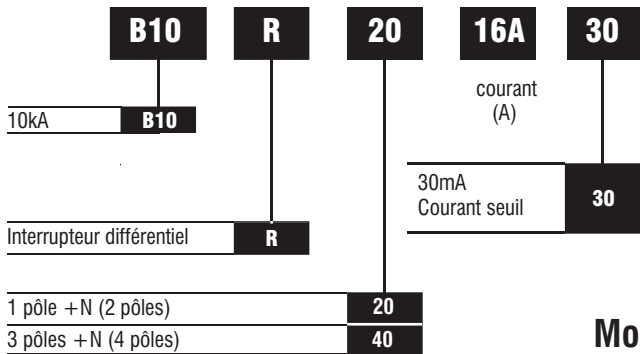 B10 R 20 16A 30
courant
(A)
10kA B10
30mA
Courant seuil
30
Interrupteur différentiel R
1 pôle +N (2 pôles) 20
3 pôles +N (4 pôles) 40
Mo